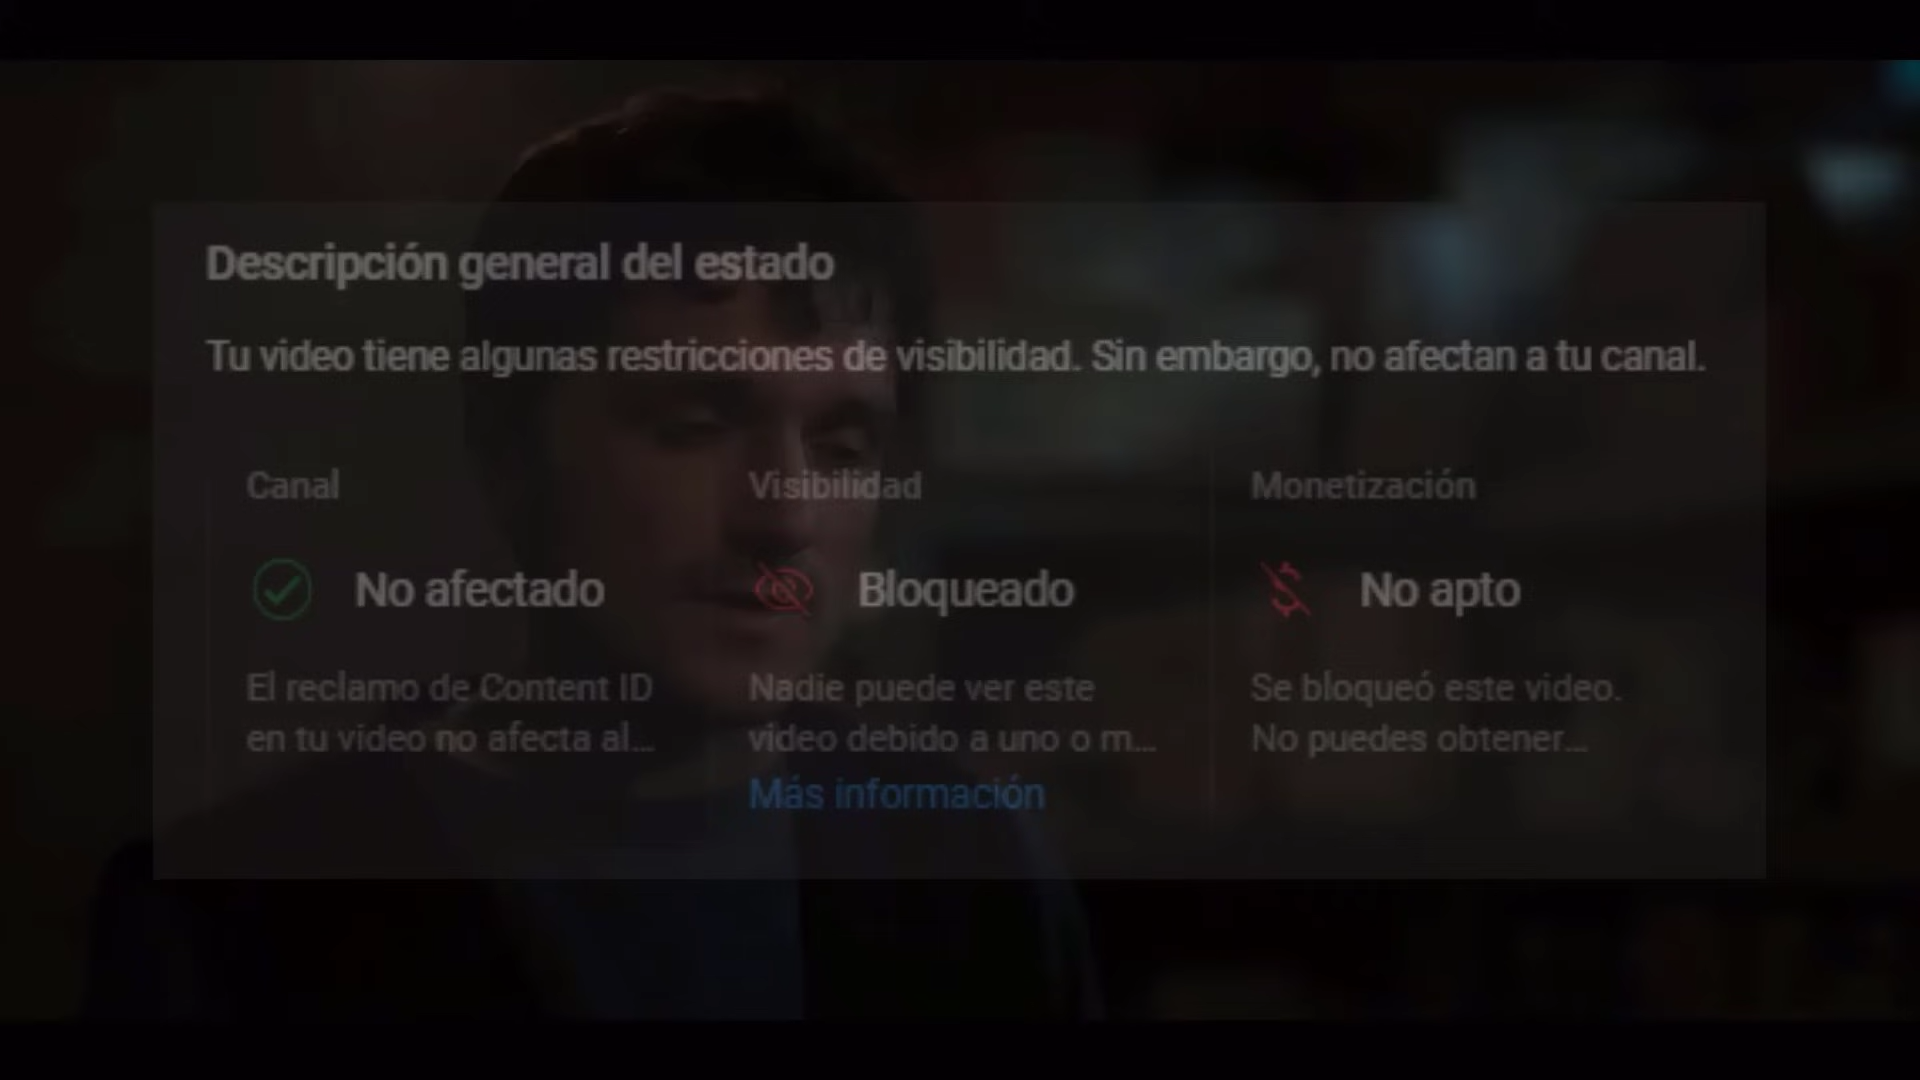 Descripción general del estado
Tu video tiene algunas restricciones de visibilidad. Sin embargo, no afectan a tu canal.
Canal
No afectado
El reclamo de Content ID
en tu video no afecta al...
Visibilidad
Bloqueado
Nadie puede ver este
video debido a uno o m...
Más información
Monetización
No apto
Se bloqueó este video.
No puedes obtener...